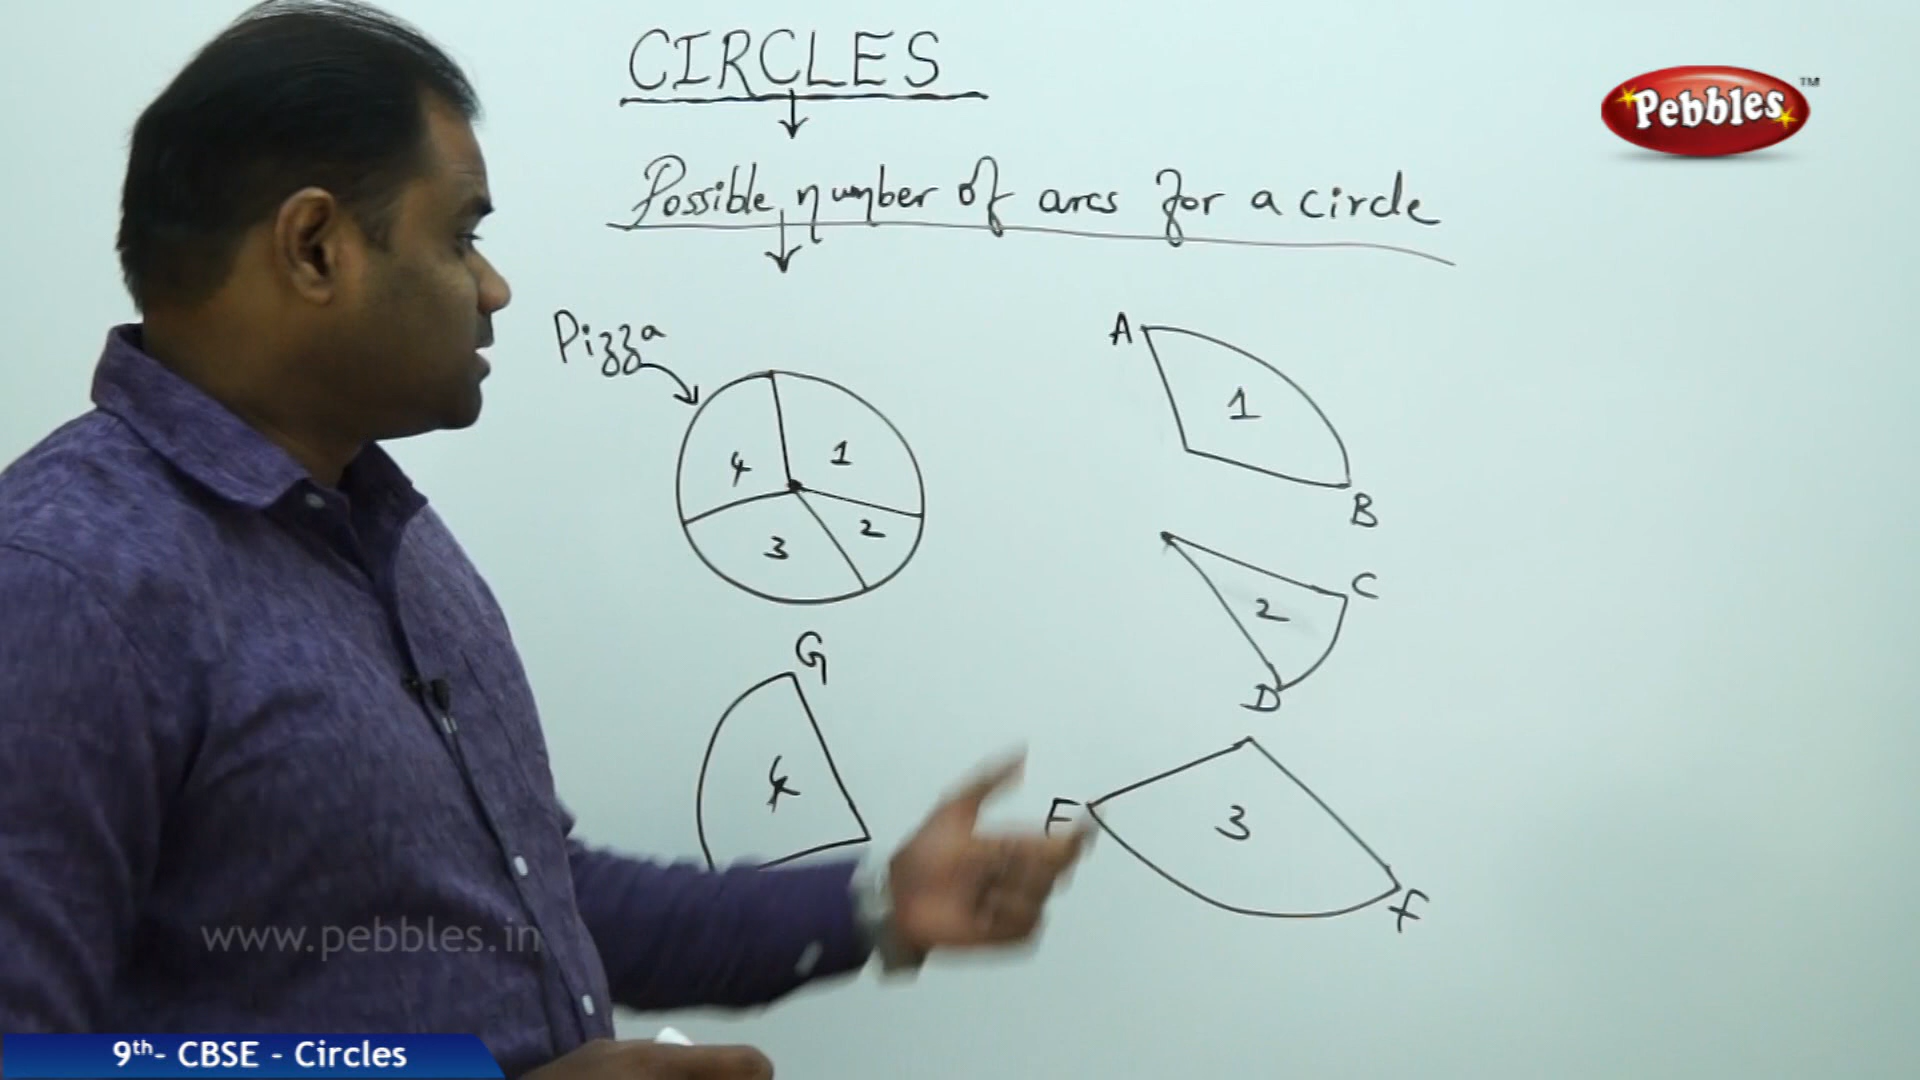 CIRCLES
Pebbles™
Possible number of arcs for a circle
Pizza
4 1
3 2
A
1
B
C
2
D
G
4
E
3
F
www.pebbles.in
9th- CBSE - Circles